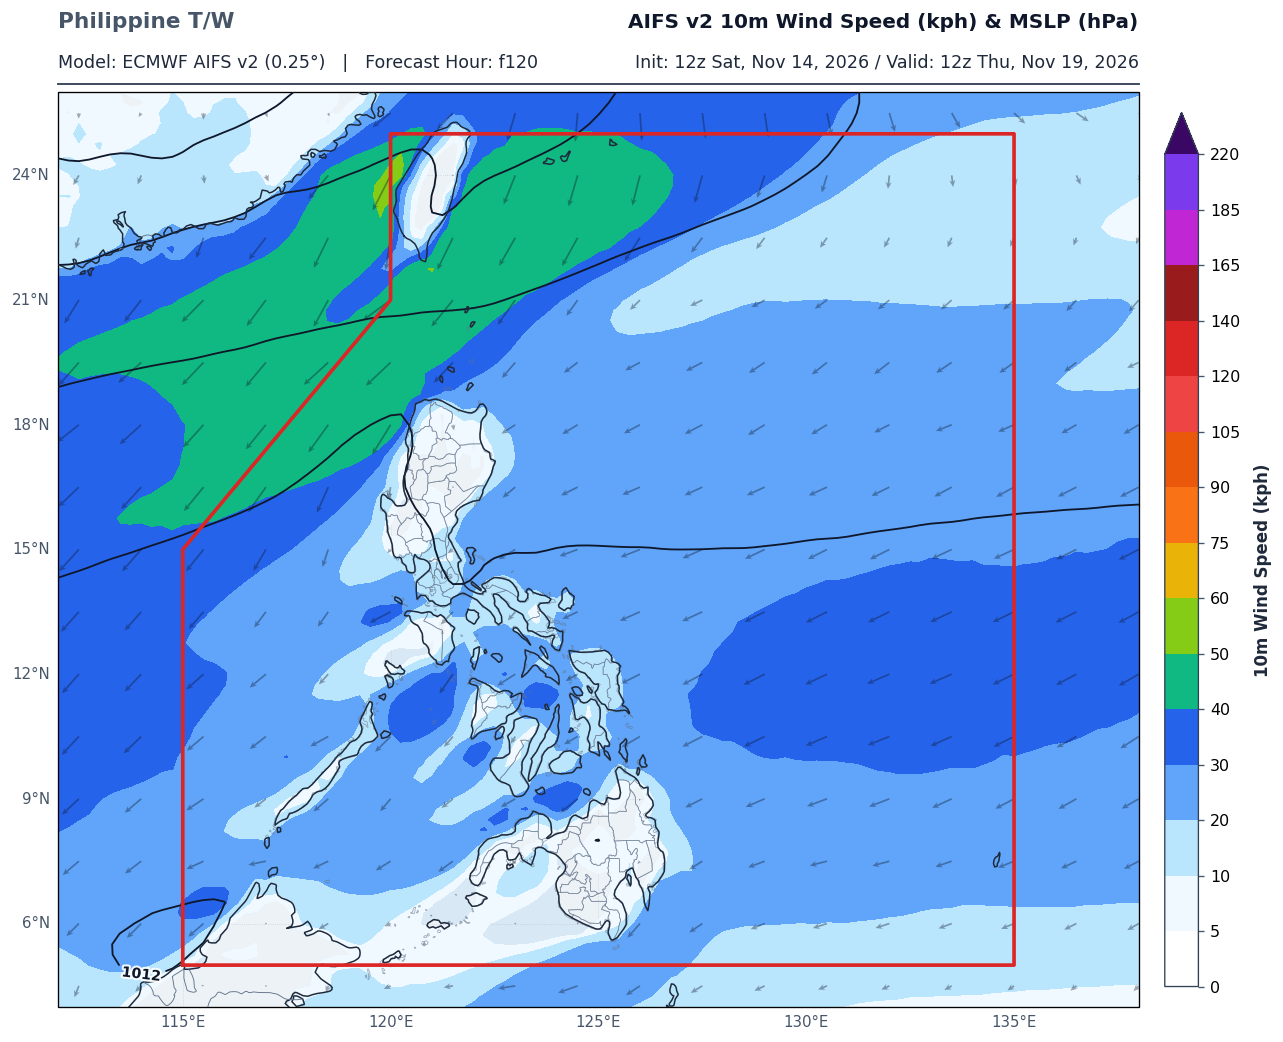 Philippine T/W
AIFS v2 10m Wind Speed (kph) & MSLP (hPa)
Model: ECMWF AIFS v2 (0.25°) | Forecast Hour: f120
Init: 12z Sat, Nov 14, 2026 / Valid: 12z Thu, Nov 19, 2026
24°N
21°N
18°N
15°N
12°N
9°N
6°N
1012
115°E
120°E
125°E
130°E
135°E
220
185
165
140
120
105
90
75
60
50
40
30
20
10
5
0
10m Wind Speed (kph)